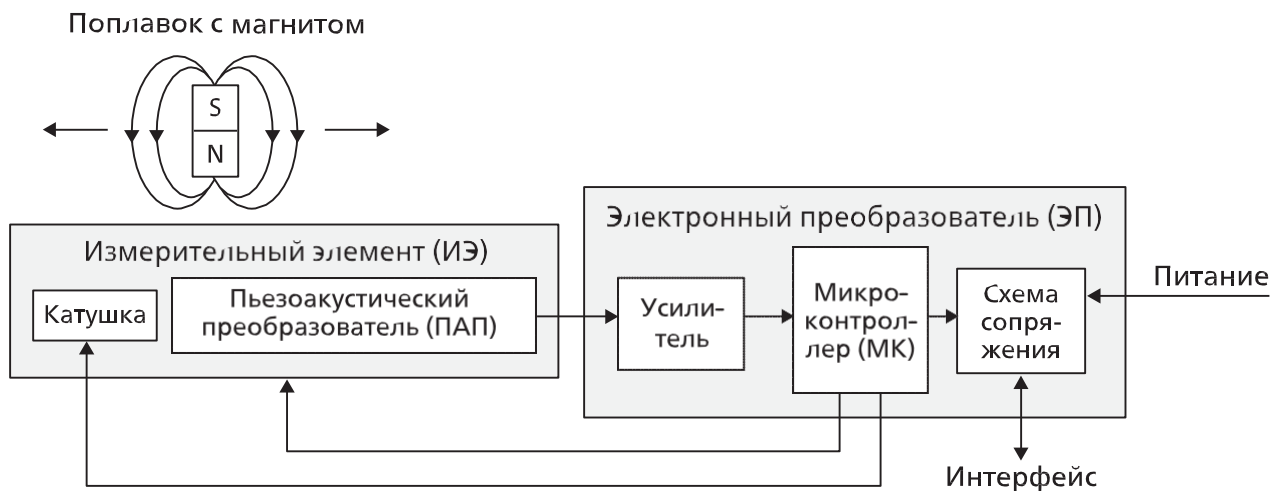 Поплавок с магнитом
S
N
Электронный преобразователь (ЭП)
Измерительный элемент (ИЭ)
Катушка
Пьезоакустический
преобразователь (ПАП)
Усили-
тель
Микро-
контрол-
лер (МК)
Схема
сопря-
жения
Питание
Интерфейс